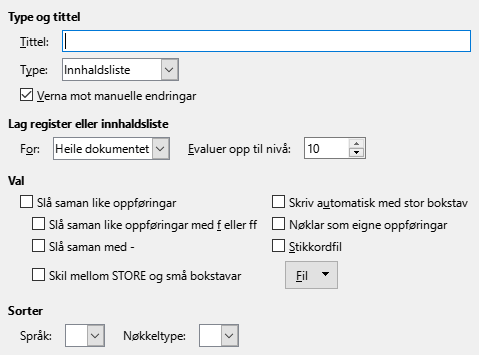 Type og tittel
Tittel:
Type: Innhaldsliste
Verna mot manuelle endringar
Lag register eller innhaldsliste
For: Heile dokumentet Evaluer opp til nivå: 10
Val
Slå saman like oppføringar Skriv automatisk med stor bokstav
Slå saman like oppføringar med f eller ff Nøklar som eigne oppføringar
Slå saman med - Stikkordfil
Skil mellom STORE og små bokstavar Fil
Sorter
Språk: Nøkkeltype: